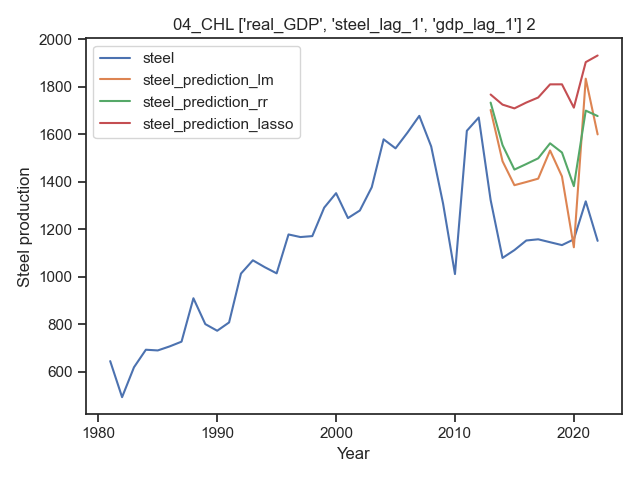 04_CHL ['real_GDP', 'steel_lag_1', 'gdp_lag_1'] 2
steel
steel_prediction_lm
steel_prediction_rr
steel_prediction_lasso
Steel production
2000
1800
1600
1400
1200
1000
800
600
1980
1990
2000
2010
2020
Year